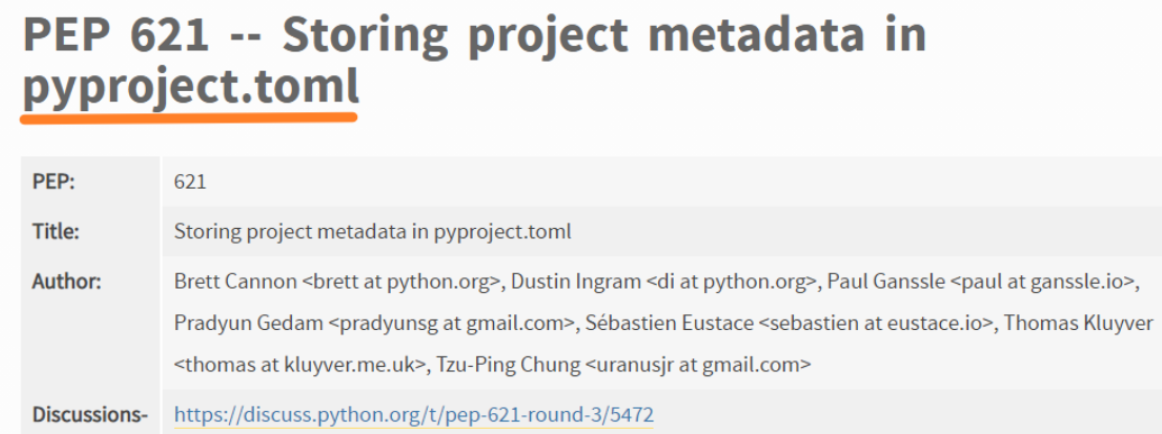 PEP 621 -- Storing project metadata in
pyproject.toml
PEP: 621
Title: Storing project metadata in pyproject.toml
Author: Brett Cannon <brett at python.org>, Dustin Ingram <di at python.org>, Paul Ganssle <paul at ganssle.io>,
Pradyun Gedam <pradyunsg at gmail.com>, Sébastien Eustace <sebastien at eustace.io>, Thomas Kluyver
<thomas at kluyver.me.uk>, Tzu-Ping Chung <uranusjr at gmail.com>
Discussions- https://discuss.python.org/t/pep-621-round-3/5472